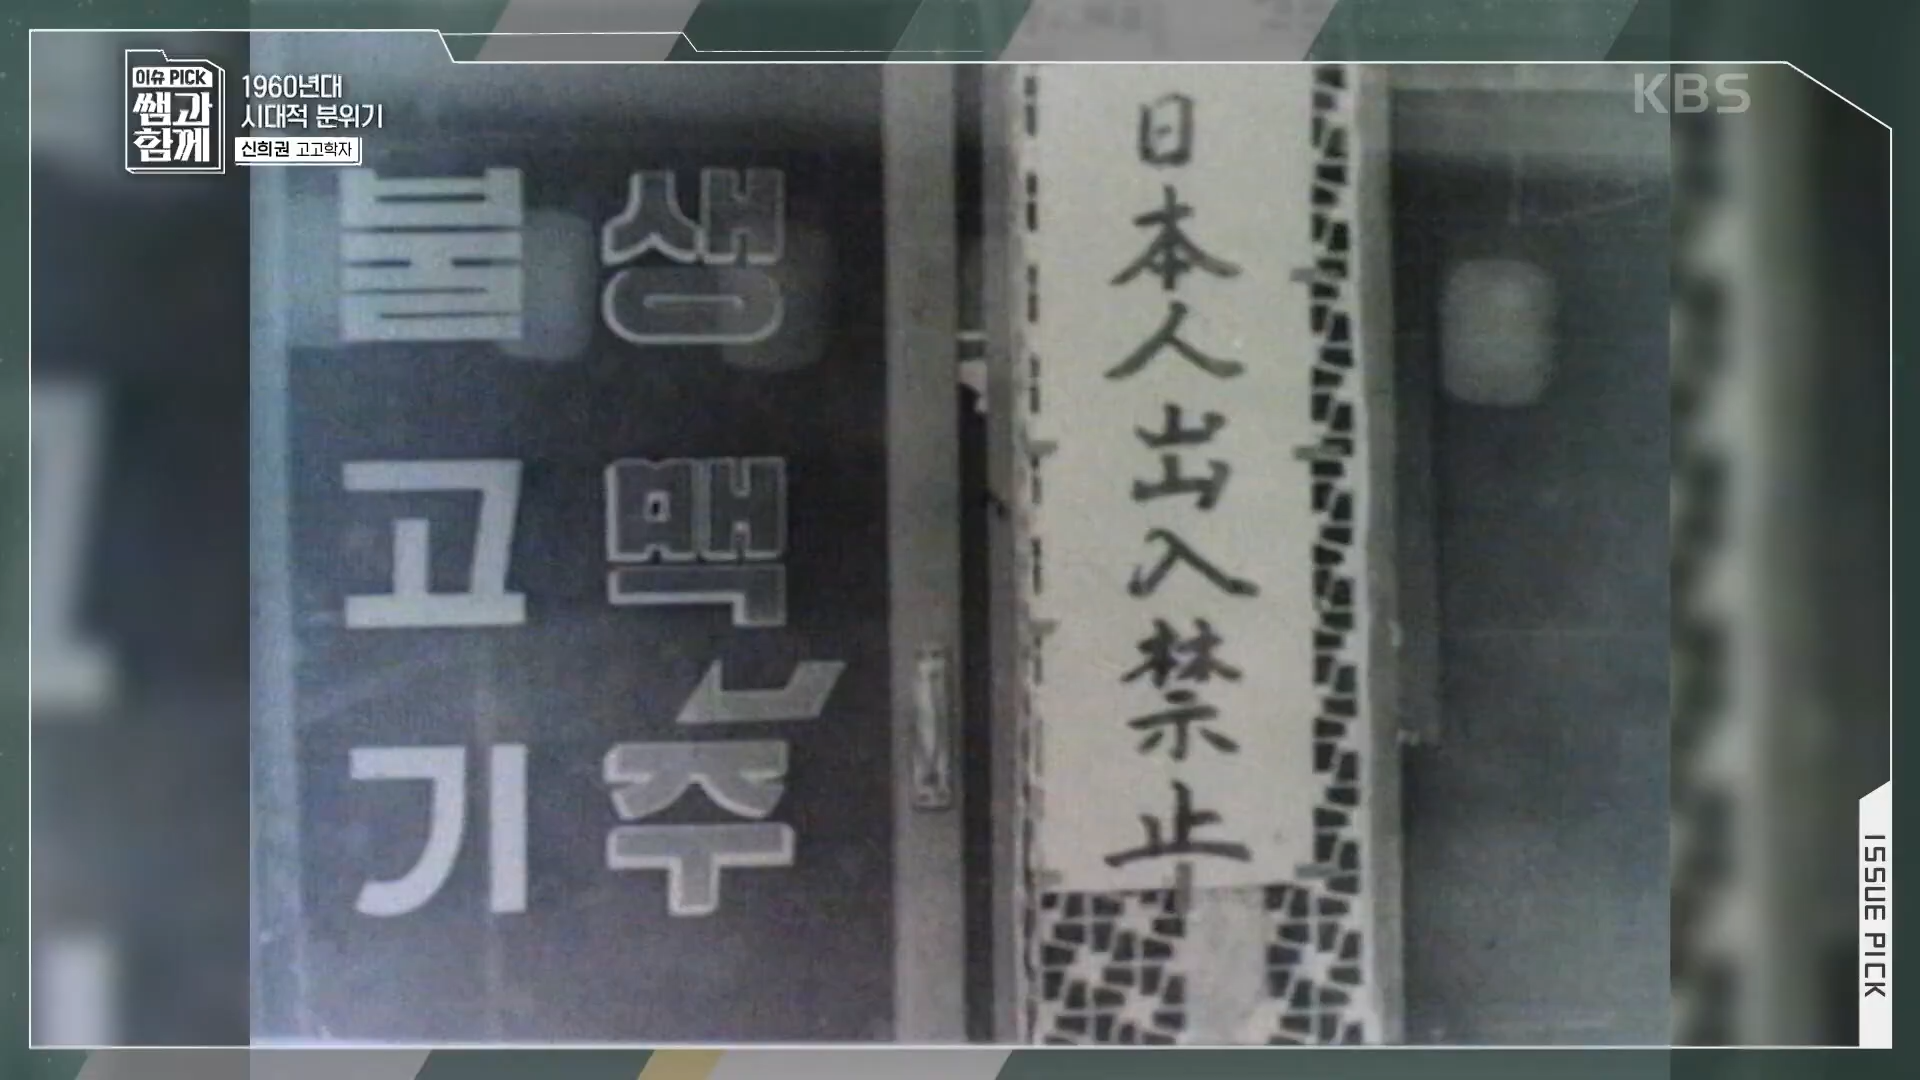 이슈 PICK
쌤과
함께
1960년대
시대적 분위기
신희권 고고학자
KBS
불고기
생맥주
日本人出入禁止
ISSUE PICK